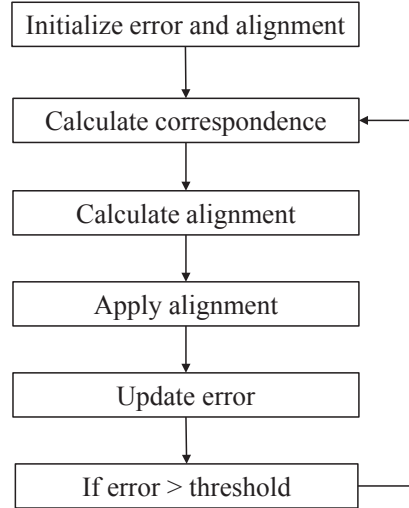 Initialize error and alignment
Calculate correspondence
Calculate alignment
Apply alignment
Update error
If error > threshold